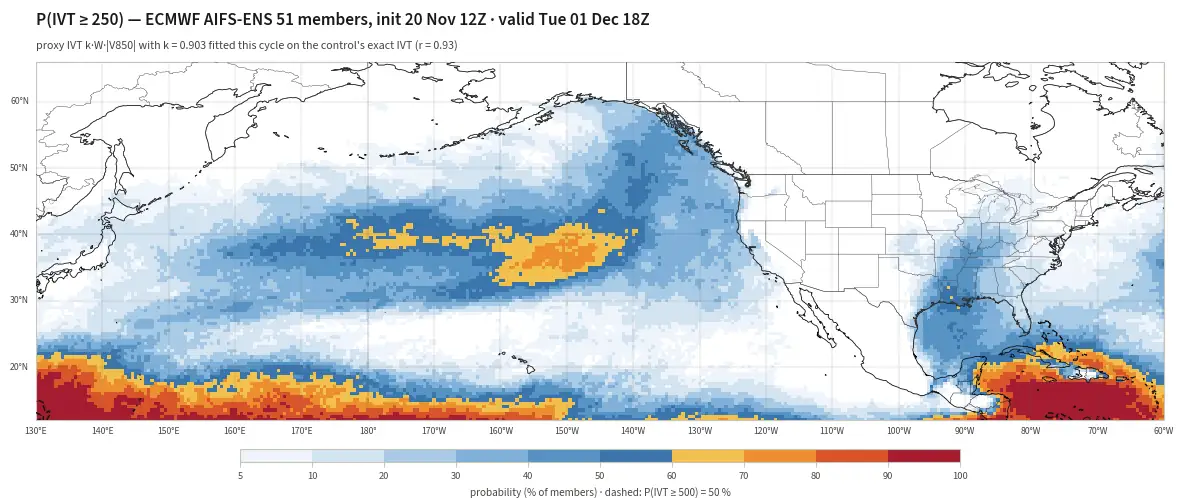 P(IVT ≥ 250) — ECMWF AIFS-ENS 51 members, init 20 Nov 12Z · valid Tue 01 Dec 18Z
proxy IVT k·W·|V850| with k = 0.903 fitted this cycle on the control's exact IVT (r = 0.93)
60°N
50°N
40°N
30°N
20°N
130°E 140°E 150°E 160°E 170°E 180° 170°W 160°W 150°W 140°W 130°W 120°W 110°W 100°W 90°W 80°W 70°W 60°W
5 10 20 30 40 50 60 70 80 90 100
probability (% of members) · dashed: P(IVT ≥ 500) = 50 %